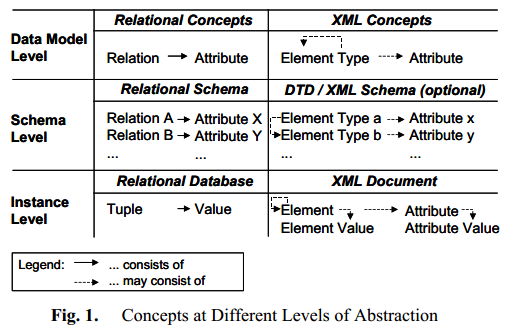 Relational Concepts XML Concepts
Data Model Level Relation Attribute Element Type Attribute
Relational Schema DTD / XML Schema (optional)
Schema Level Relation A Attribute X Element Type a Attribute x
Relation B Attribute Y Element Type b Attribute y
... ... ... ...
Relational Database XML Document
Instance Level Tuple Value Element Attribute
Element Value Attribute Value
Legend: ... consists of
... may consist of
Fig. 1. Concepts at Different Levels of Abstraction